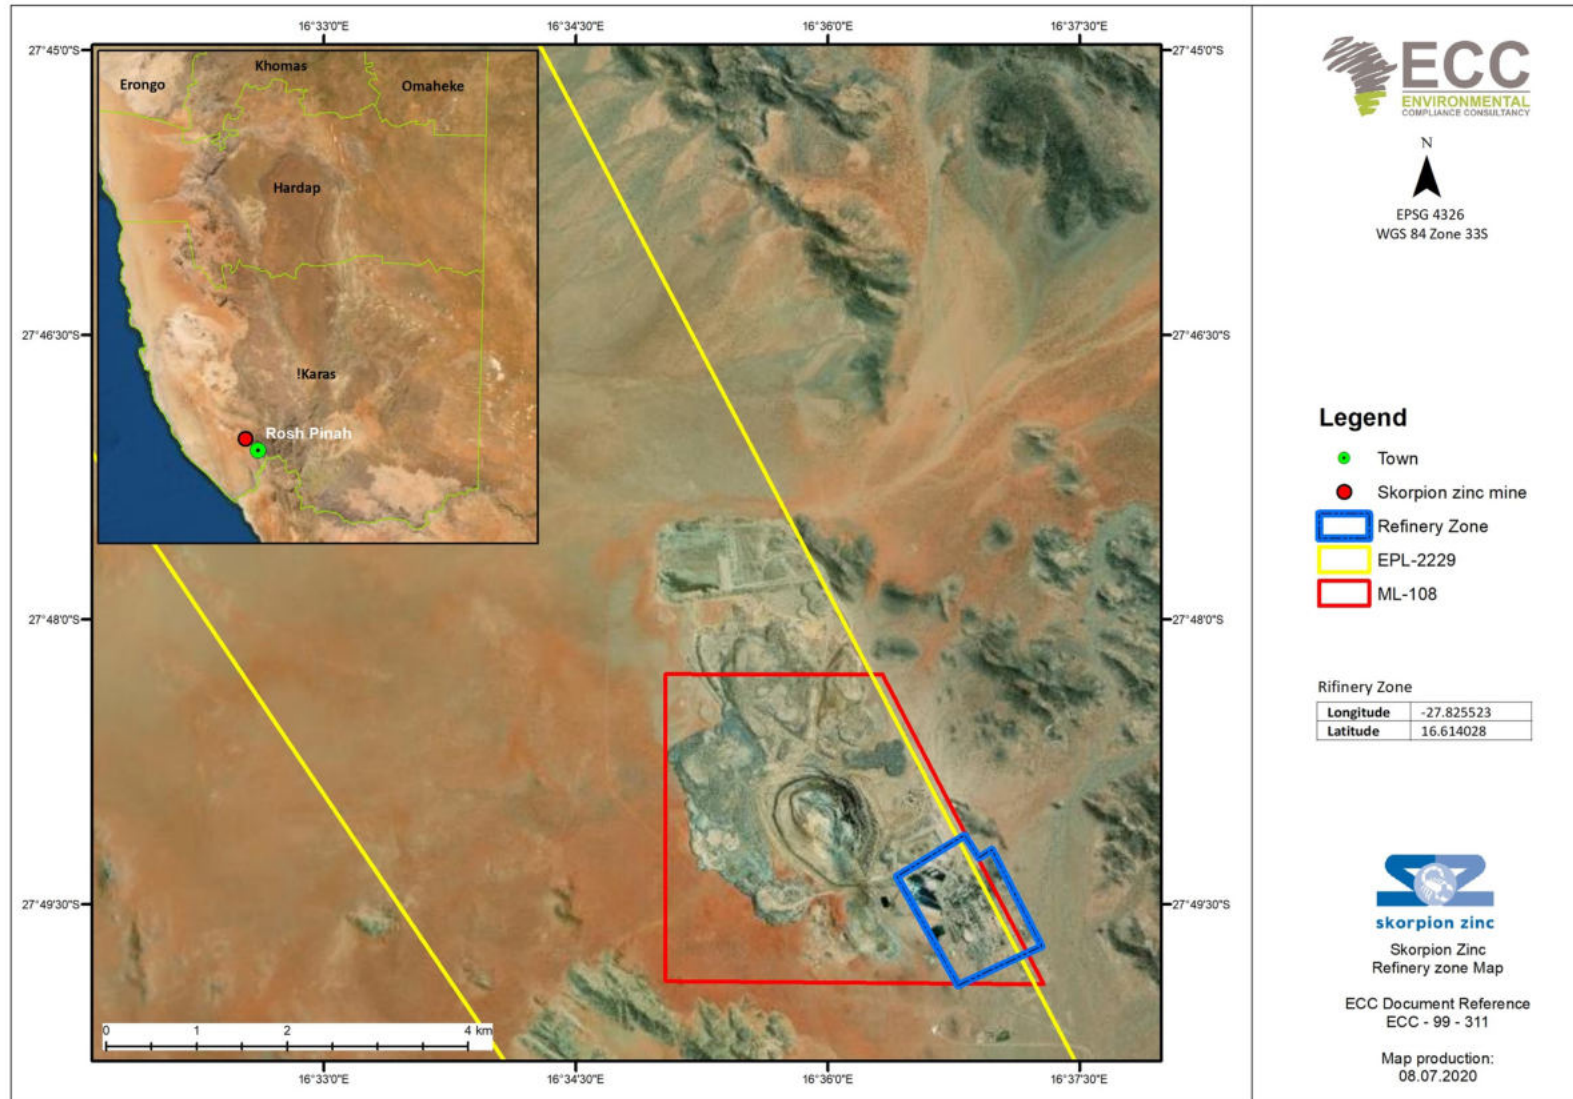 16°33'0"E
16°34'30"E
16°36'0"E
16°37'30"E
27°45'0"S
27°45'0"S
27°46'30"S
27°46'30"S
27°48'0"S
27°48'0"S
27°49'30"S
27°49'30"S
Erongo
Khomas
Omaheke
Hardap
!Karas
Rosh Pinah
0 1 2 4 km
16°33'0"E
16°34'30"E
16°36'0"E
16°37'30"E
ECC
ENVIRONMENTAL
COMPLIANCE CONSULTANCY
N
EPSG 4326
WGS 84 Zone 33S
Legend
Town
Skorpion zinc mine
Refinery Zone
EPL-2229
ML-108
Rifinery Zone
Longitude -27.825523
Latitude 16.614028
skorpion zinc
Skorpion Zinc
Refinery zone Map
ECC Document Reference
ECC - 99 - 311
Map production:
08.07.2020